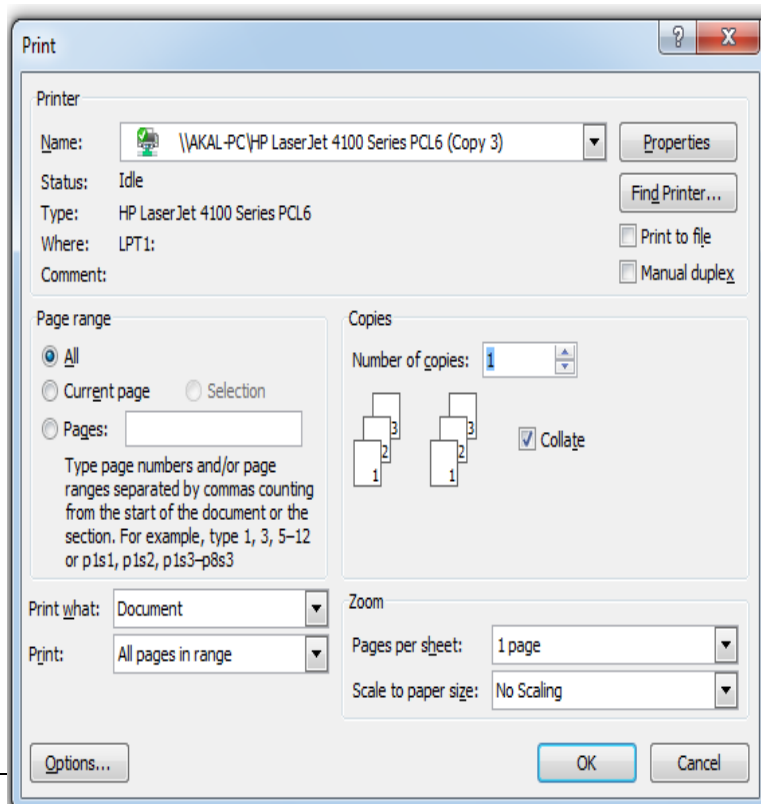 Print
Printer
Name: \\AKAL-PC\HP LaserJet 4100 Series PCL6 (Copy 3) Properties
Status: Idle
Find Printer...
Type: HP LaserJet 4100 Series PCL6
Where: LPT1: Print to file
Comment: Manual duplex
Page range
All
Current page Selection
Pages:
Type page numbers and/or page
ranges separated by commas counting
from the start of the document or the
section. For example, type 1, 3, 5–12
or p1s1, p1s2, p1s3–p8s3
Copies
Number of copies: 1
3 3
2 2
1 1
Collate
Print what: Document
Print: All pages in range
Zoom
Pages per sheet: 1 page
Scale to paper size: No Scaling
Options... OK Cancel